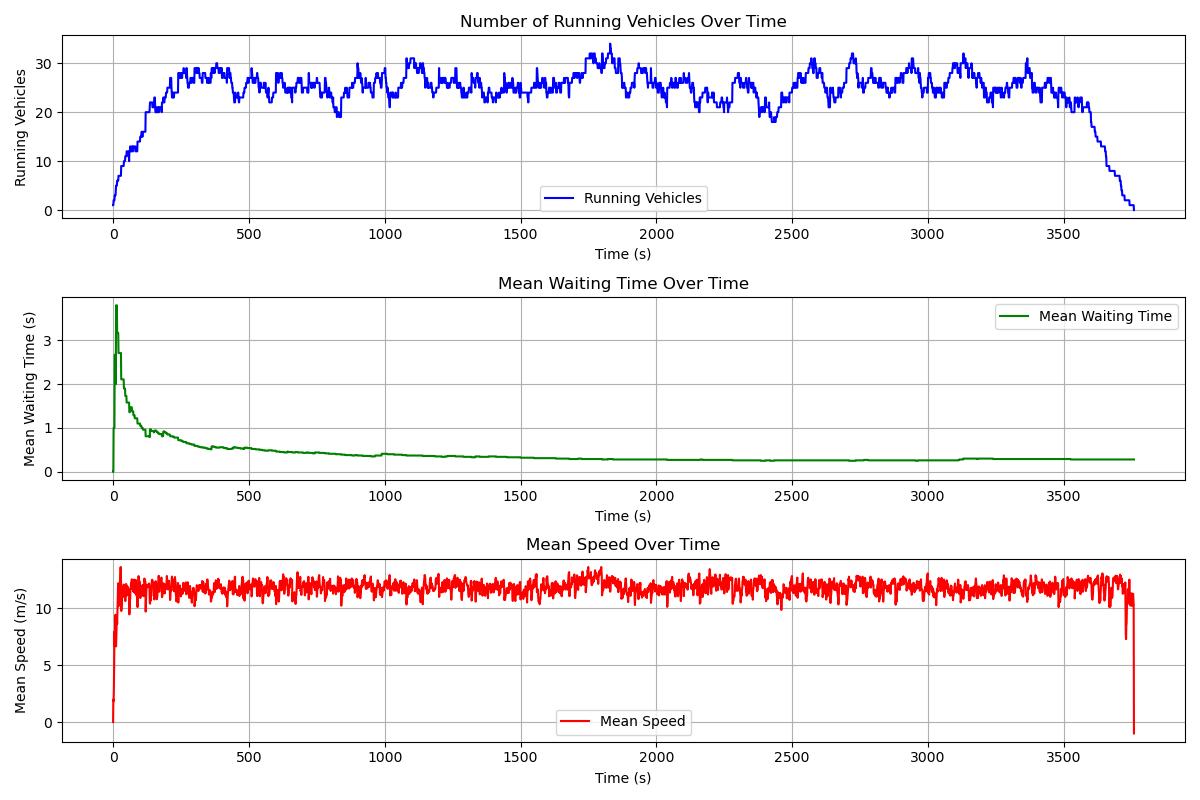 Number of Running Vehicles Over Time
Running Vehicles
30
20
10
0
Running Vehicles
0 500 1000 1500 2000 2500 3000 3500
Time (s)
Mean Waiting Time Over Time
Mean Waiting Time (s)
3
2
1
0
Mean Waiting Time
0 500 1000 1500 2000 2500 3000 3500
Time (s)
Mean Speed Over Time
Mean Speed (m/s)
10
5
0
Mean Speed
0 500 1000 1500 2000 2500 3000 3500
Time (s)